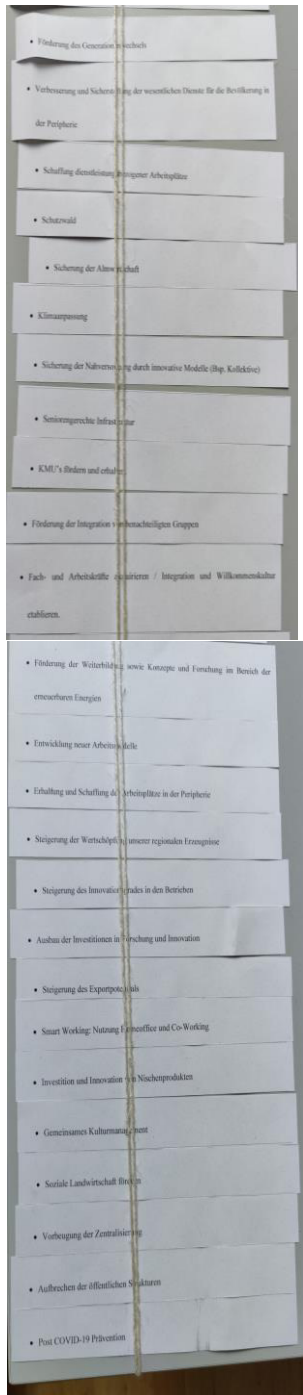 • Förderung des Generationswechsels
• Verbesserung und Sicherstellung der wesentlichen Dienste für die Bevölkerung in
der Peripherie
• Schaffung dienstleistungsbezogener Arbeitsplätze
• Schutzwald
• Sicherung der Almwirtschaft
• Klimaanpassung
• Sicherung der Nahversorgung durch innovative Modelle (Bsp. Kollektive)
• Seniorengerechte Infrastruktur
• KMU's fördern und erhalten
• Förderung der Integration von benachteiligten Gruppen
• Fach- und Arbeitskräfte / Integration und Willkommenskultur
etablieren.
• Förderung der Weiterbildung sowie Konzepte und Forschung im Bereich der
erneuerbaren Energien
• Entwicklung neuer Arbeitsmodelle
• Erhaltung und Schaffung der Arbeitsplätze in der Peripherie
• Steigerung der Wertschöpfung unserer regionalen Erzeugnisse
• Steigerung des Innovationsgrades in den Betrieben
• Ausbau der Investitionen in Forschung und Innovation
• Steigerung des Exportpotentials
• Smart Working: Nutzung Homeoffice und Co-Working
• Investition und Innovation von Nischenprodukten
• Gemeinsames Kulturmanagement
• Soziale Landwirtschaft fördern
• Vorbeugung der Zentralisierung
• Aufbrechen der öffentlichen Strukturen
• Post COVID-19 Prävention